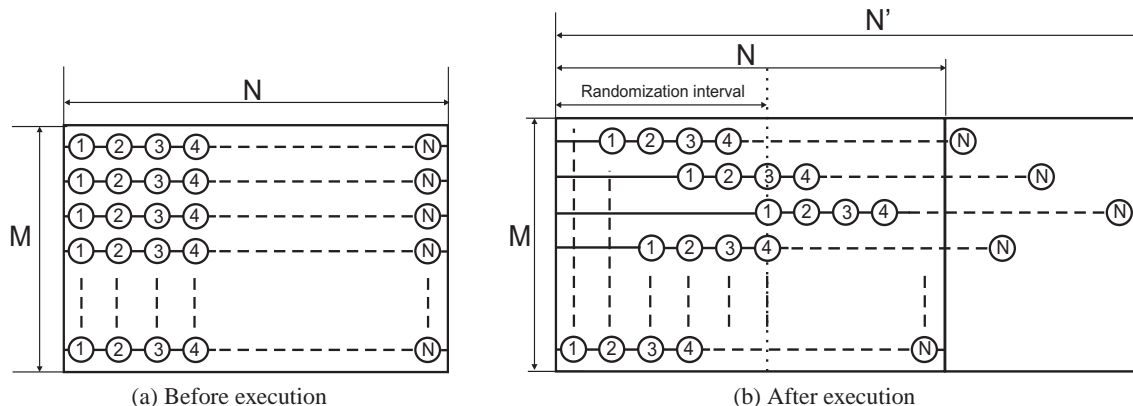 N
M
1 2 3 4 N
1 2 3 4 N
1 2 3 4 N
1 2 3 4 N
1 2 3 4 N
(a) Before execution
N’
N
Randomization interval
M
1 2 3 4 N
1 2 3 4 N
1 2 3 4 N
1 2 3 4 N
1 2 3 4 N
(b) After execution